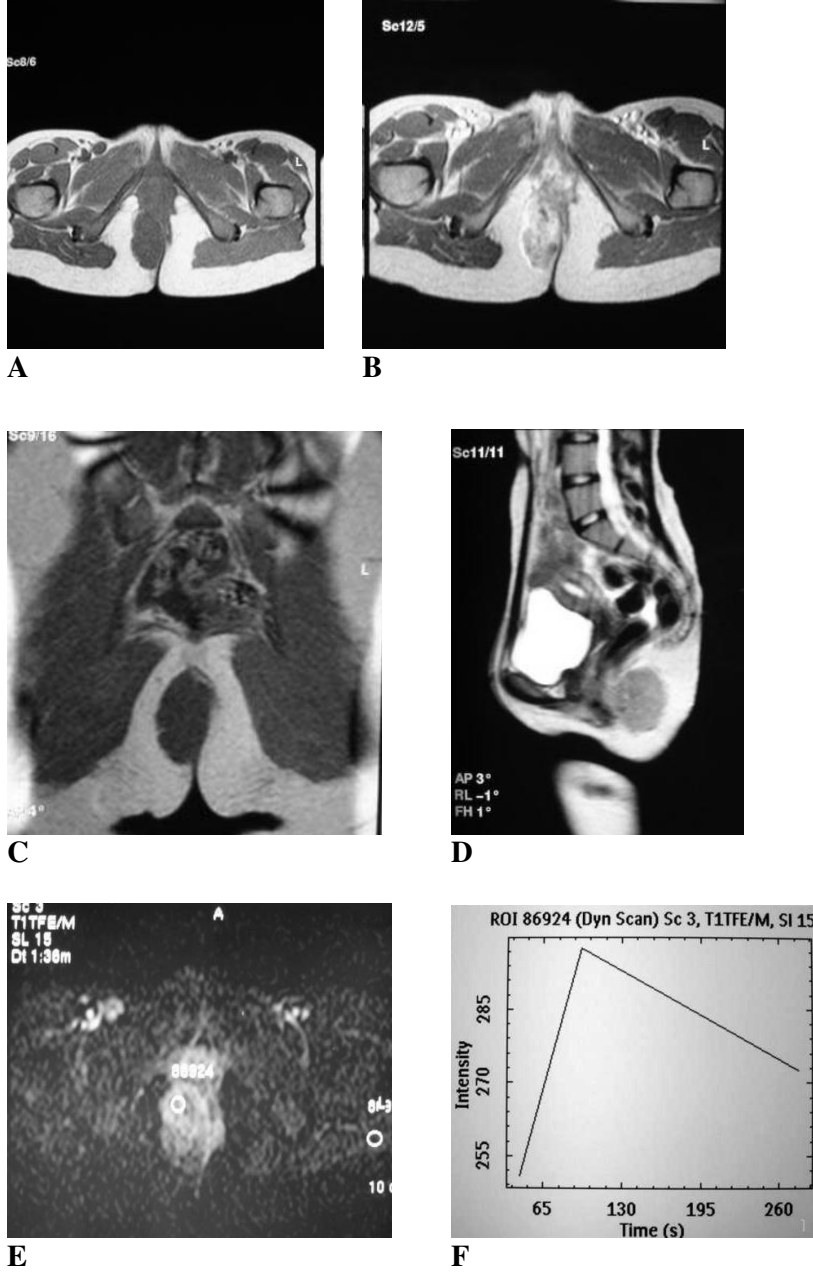 Sc8/6
L
A
Sc12/5
L
B
Sc9/16
L
4°
C
Sc11/11
AP 3°
RL -1°
FH 1°
D
Sc 3
T1TFE/M
SL 15
Dt 1:36m
A
86924
10
E
ROI 86924 (Dyn Scan) Sc 3, T1TFE/M, Sl 15
Intensity
285
270
255
65 130 195 260
Time (s)
F